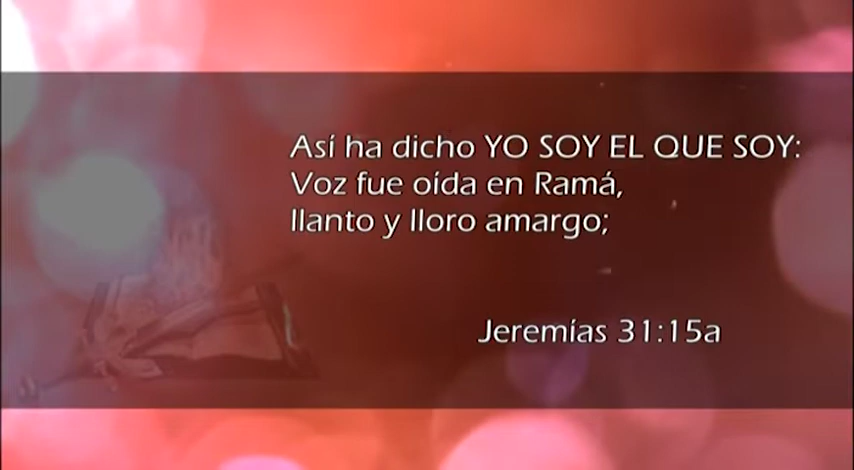 Así ha dicho YO SOY EL QUE SOY:
Voz fue oída en Ramá,
llanto y lloro amargo;
Jeremías 31:15a